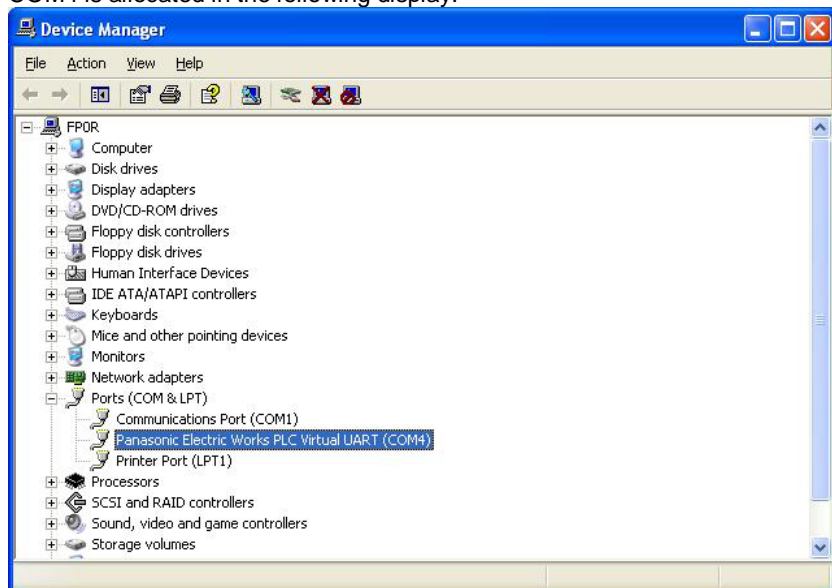 COM4 is allocated in the following display.
Device Manager
File Action View Help
FP0R
Computer
Disk drives
Display adapters
DVD/CD-ROM drives
Floppy disk controllers
Floppy disk drives
Human Interface Devices
IDE ATA/ATAPI controllers
Keyboards
Mice and other pointing devices
Monitors
Network adapters
Ports (COM & LPT)
Communications Port (COM1)
Panasonic Electric Works PLC Virtual UART (COM4)
Printer Port (LPT1)
Processors
SCSI and RAID controllers
Sound, video and game controllers
Storage volumes